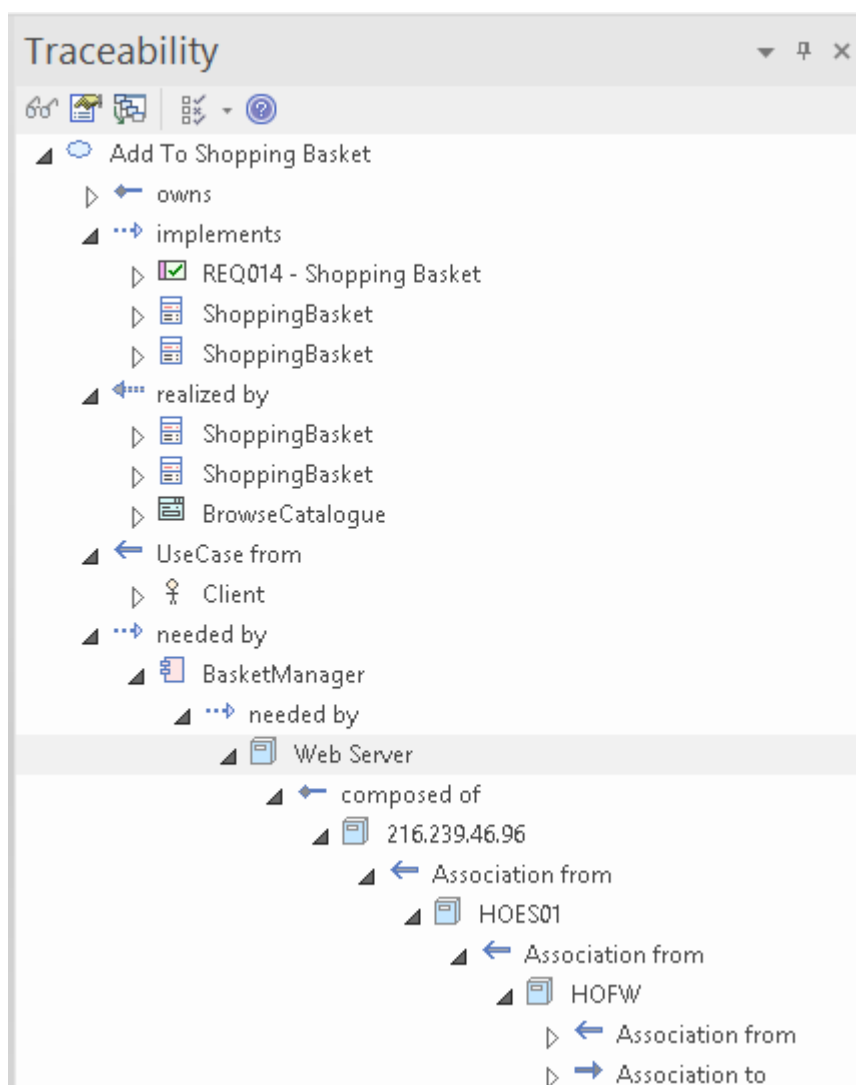 Traceability
Add To Shopping Basket
owns
implements
REQ014 - Shopping Basket
ShoppingBasket
ShoppingBasket
realized by
ShoppingBasket
ShoppingBasket
BrowseCatalogue
UseCase from
Client
needed by
BasketManager
needed by
Web Server
composed of
216.239.46.96
Association from
HOES01
Association from
HOFW
Association from
Association to